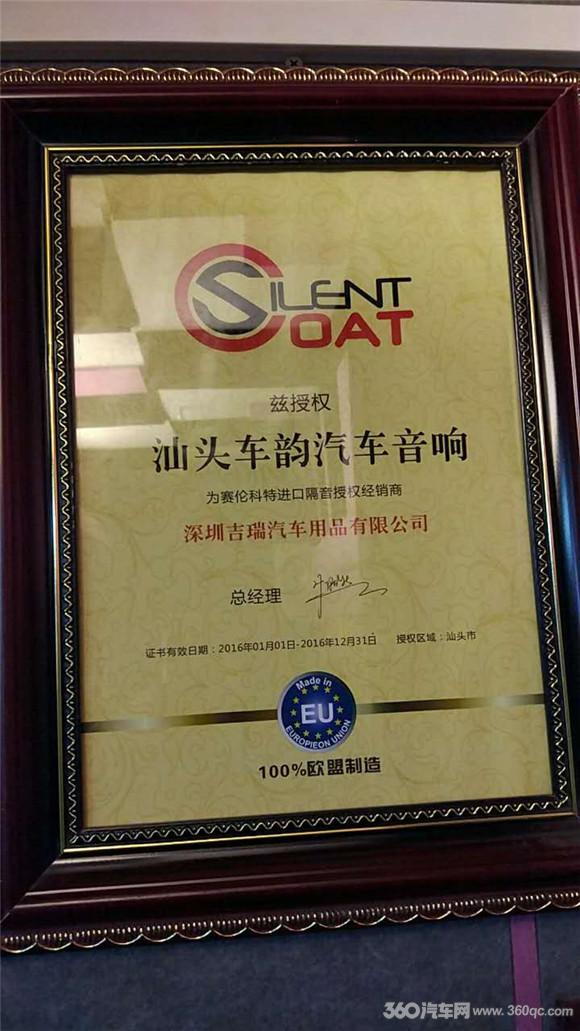 SILENT
COAT
兹授权
汕头车韵汽车音响
为赛伦科特进口隔音授权经销商
深圳吉瑞汽车用品有限公司
总经理
证书有效日期：2016年01月01日-2016年12月31日 授权区域：汕头市
Made in
EU
EUROPIEON UNION
100%欧盟制造
360汽车网 www.360qc.com